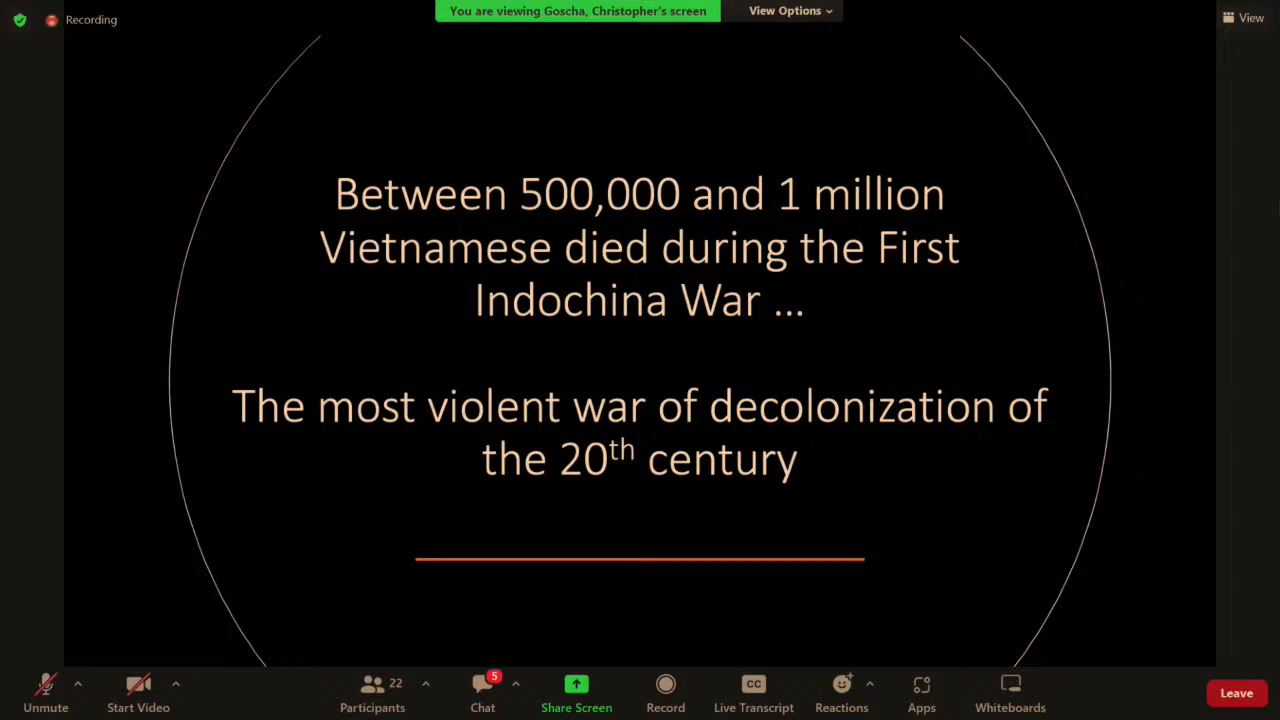 Recording
You are viewing Goscha, Christopher's screen
View Options
View
Between 500,000 and 1 million
Vietnamese died during the First
Indochina War ...
The most violent war of decolonization of
the 20th century
Unmute
Start Video
22
Participants
5
Chat
Share Screen
Record
CC
Live Transcript
Reactions
Apps
Whiteboards
Leave